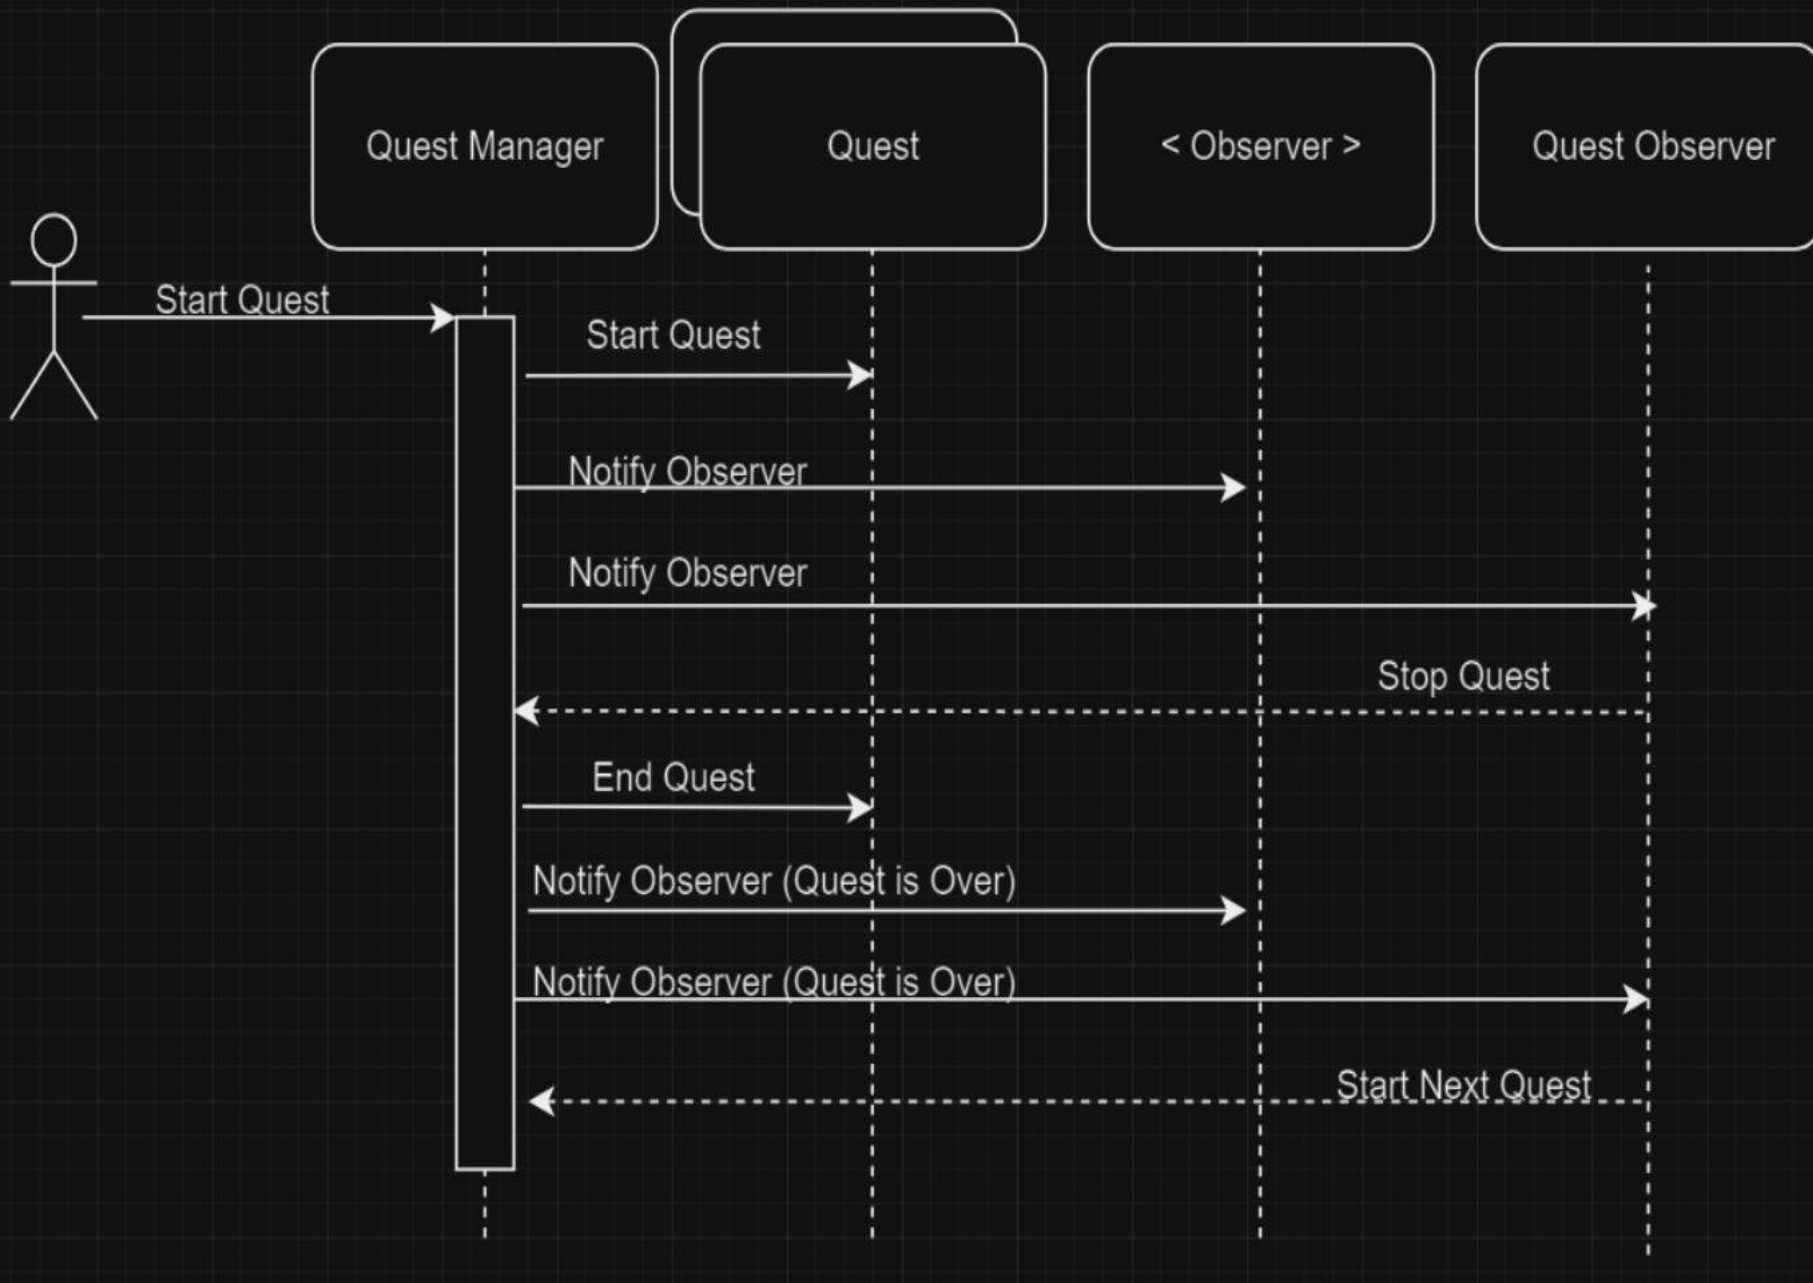 Quest Manager
Quest
< Observer >
Quest Observer
Start Quest
Start Quest
Notify Observer
Notify Observer
Stop Quest
End Quest
Notify Observer (Quest is Over)
Notify Observer (Quest is Over)
Start Next Quest